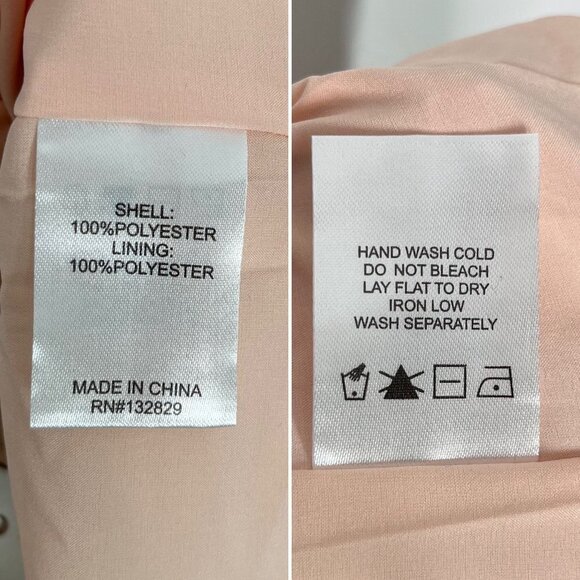 SHELL:
100%POLYESTER
LINING:
100%POLYESTER
MADE IN CHINA
RN#132829
HAND WASH COLD
DO NOT BLEACH
LAY FLAT TO DRY
IRON LOW
WASH SEPARATELY